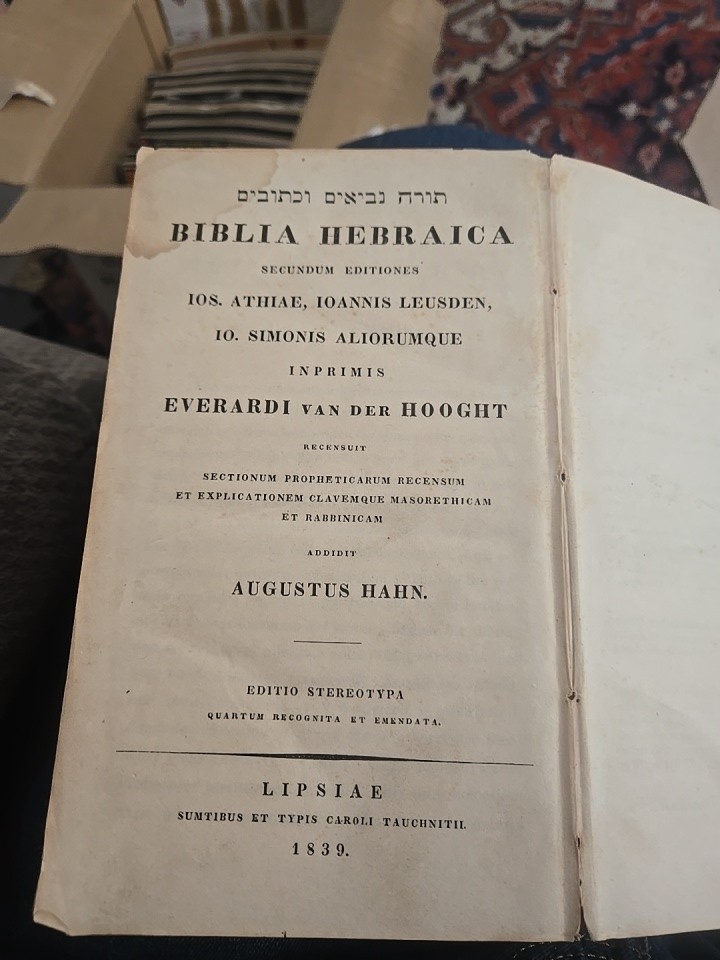 תורה נביאים וכתובים
BIBLIA HEBRAICA
SECUNDUM EDITIONES
IOS. ATHIAE, IOANNIS LEUSDEN,
IO. SIMONIS ALIORUMQUE
INPRIMIS
EVERARDI VAN DER HOOGHT
RECENSUIT
SECTIONUM PROPHETICARUM RECENSUM
ET EXPLICATIONEM CLAVEMQUE MASORETHICAM
ET RABBINICAM
ADDIDIT
AUGUSTUS HAHN.
EDITIO STEREOTYPA
QUARTUM RECOGNITA ET EMENDATA.
LIPSIAE
SUMTIBUS ET TYPIS CAROLI TAUCHNITII.
1839.